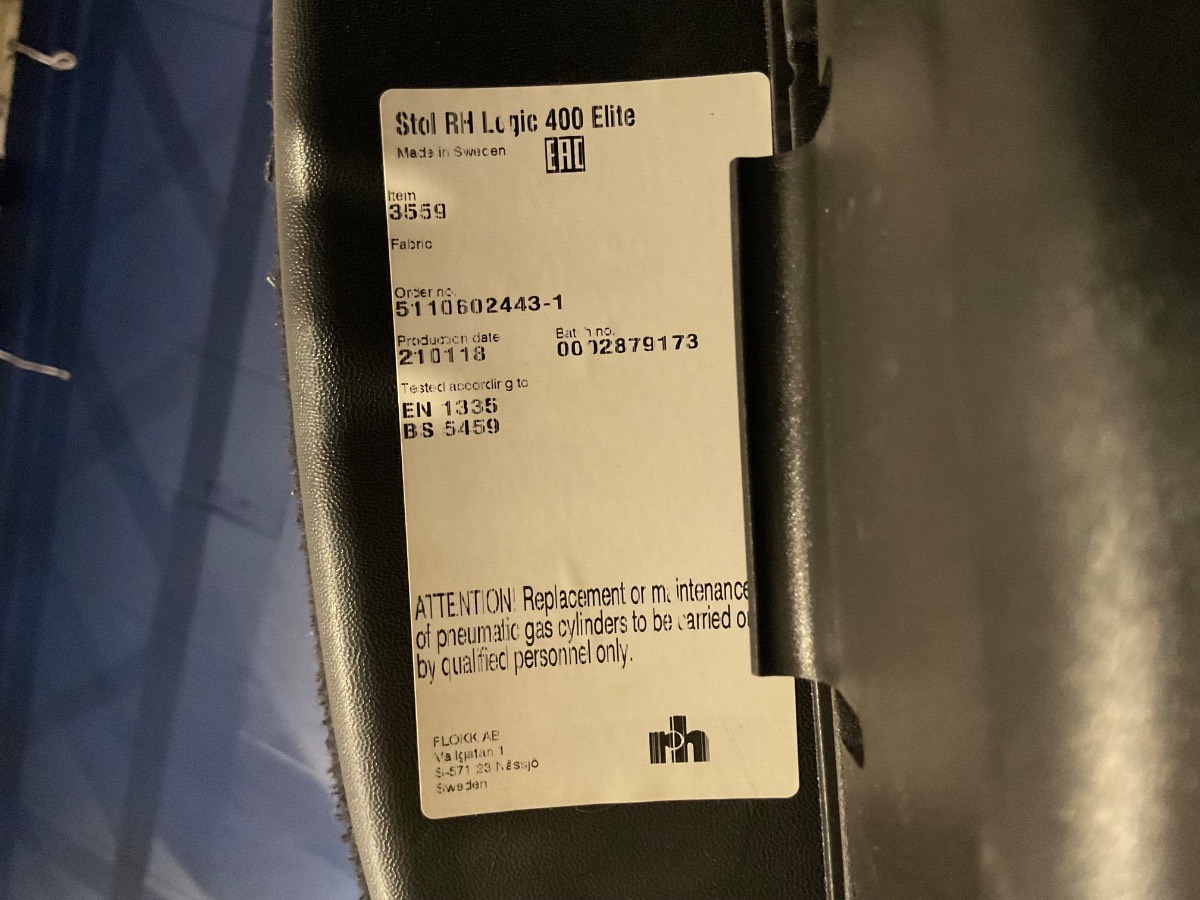 Stol RH Logic 400 Elite
Made in Sweden
EAC
Item
3559
Fabric
Order no.
5110602443-1
Production date
210118
Batch no.
0002879173
Tested according to
EN 1335
BS 5459
ATTENTION! Replacement or maintenance
of pneumatic gas cylinders to be carried
by qualified personnel only.
FLOKK AB
S-571 23 Nässjö
Sweden
rh